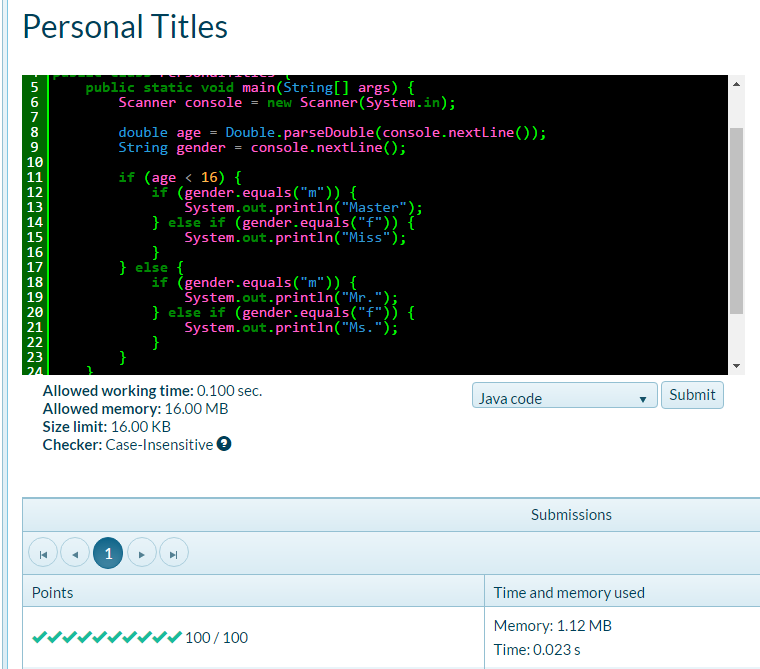 Personal Titles
4 public class PersonalTitles {
5 public static void main(String[] args) {
6 Scanner console = new Scanner(System.in);
7
8 double age = Double.parseDouble(console.nextLine());
9 String gender = console.nextLine();
10
11 if (age < 16) {
12 if (gender.equals("m")) {
13 System.out.println("Master");
14 } else if (gender.equals("f")) {
15 System.out.println("Miss");
16 }
17 } else {
18 if (gender.equals("m")) {
19 System.out.println("Mr.");
20 } else if (gender.equals("f")) {
21 System.out.println("Ms.");
22 }
23 }
24 }
Allowed working time: 0.100 sec.
Allowed memory: 16.00 MB
Size limit: 16.00 KB
Checker: Case-Insensitive ?
Java code
Submit
Submissions
1
Points Time and memory used
100 / 100
Memory: 1.12 MB
Time: 0.023 s